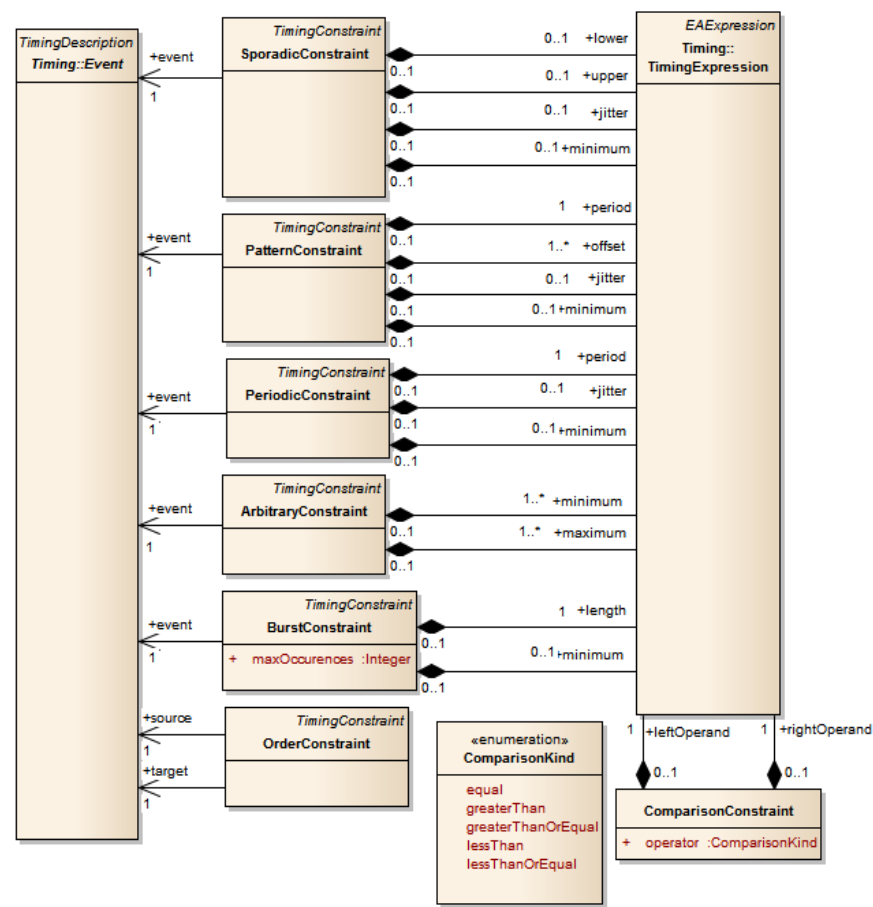 TimingDescription
Timing::Event
TimingConstraint
SporadicConstraint
EAExpression
Timing::
TimingExpression
+event
1
0..1 +lower
0..1
0..1 +upper
0..1
0..1 +jitter
0..1
0..1 +minimum
0..1
TimingConstraint
PatternConstraint
+event
1
1 +period
0..1
1..* +offset
0..1
0..1 +jitter
0..1
0..1 +minimum
0..1
TimingConstraint
PeriodicConstraint
+event
1
1 +period
0..1
0..1 +jitter
0..1
0..1 +minimum
0..1
TimingConstraint
ArbitraryConstraint
+event
1
1..* +minimum
0..1
1..* +maximum
0..1
TimingConstraint
BurstConstraint
+ maxOccurences :Integer
+event
1
1 +length
0..1
0..1 +minimum
0..1
TimingConstraint
OrderConstraint
+source
1
+target
1
«enumeration»
ComparisonKind
equal
greaterThan
greaterThanOrEqual
lessThan
lessThanOrEqual
1 +leftOperand
0..1
1 +rightOperand
0..1
ComparisonConstraint
+ operator :ComparisonKind